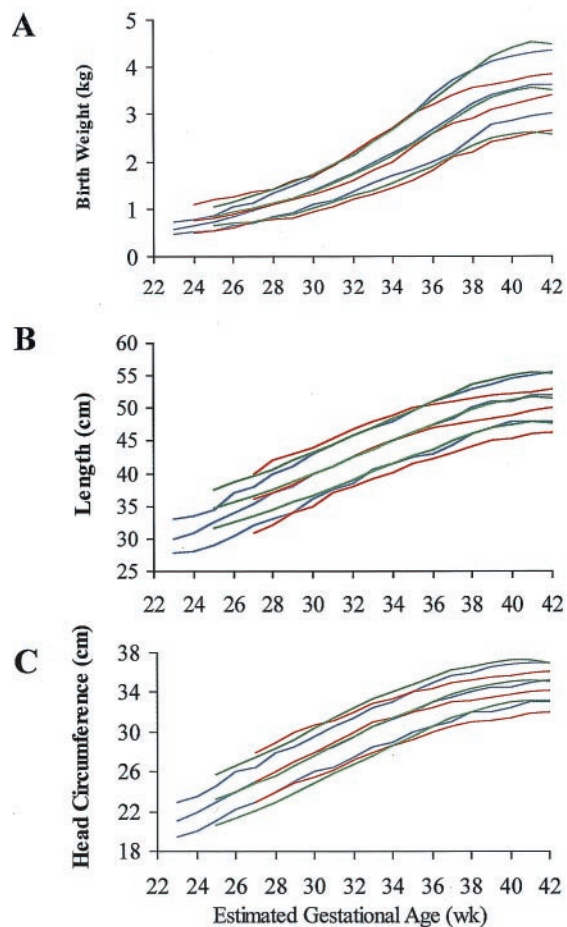 A
Birth Weight (kg)
5
4
3
2
1
0
22 24 26 28 30 32 34 36 38 40 42
B
Length (cm)
60
55
50
45
40
35
30
25
22 24 26 28 30 32 34 36 38 40 42
C
Head Circumference (cm)
38
34
30
26
22
18
22 24 26 28 30 32 34 36 38 40 42
Estimated Gestational Age (wk)